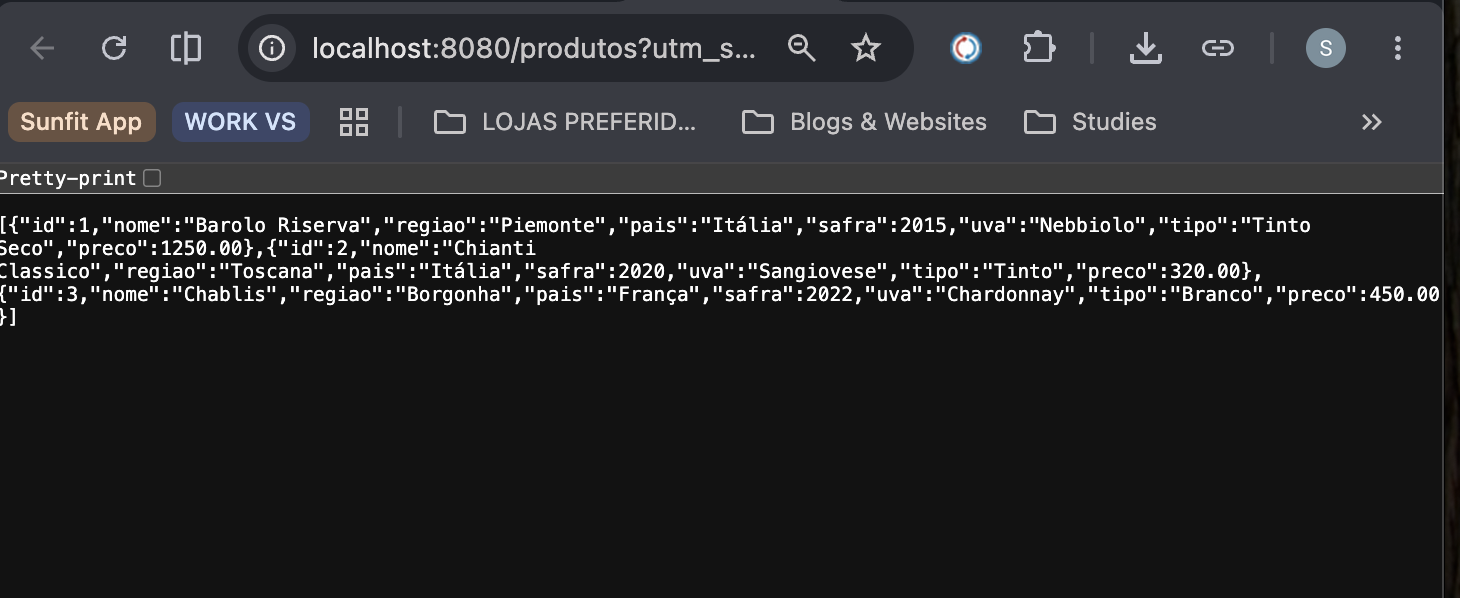 localhost:8080/produtos?utm_s...
S
Sunfit App
WORK VS
LOJAS PREFERID...
Blogs & Websites
Studies
Pretty-print
[{"id":1,"nome":"Barolo Riserva","regiao":"Piemonte","pais":"Itália","safra":2015,"uva":"Nebbiolo","tipo":"Tinto
Seco","preco":1250.00},{"id":2,"nome":"Chianti
Classico","regiao":"Toscana","pais":"Itália","safra":2020,"uva":"Sangiovese","tipo":"Tinto","preco":320.00},
{"id":3,"nome":"Chablis","regiao":"Borgonha","pais":"França","safra":2022,"uva":"Chardonnay","tipo":"Branco","preco":450.00
}]